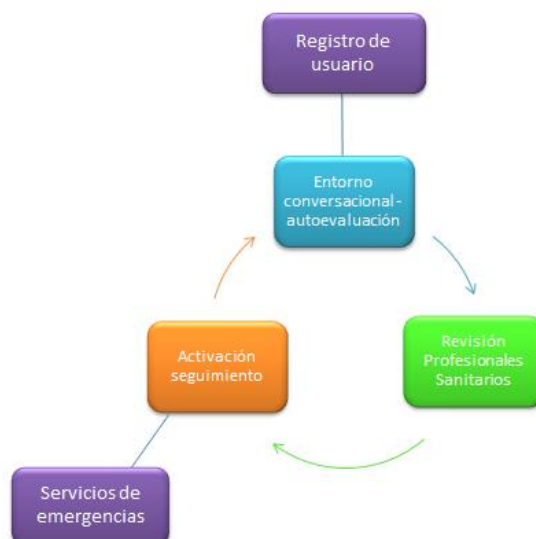 Registro de
usuario
Entorno
conversacional-
autoevaluación
Activación
seguimiento
Revisión
Profesionales
Sanitarios
Servicios de
emergencias